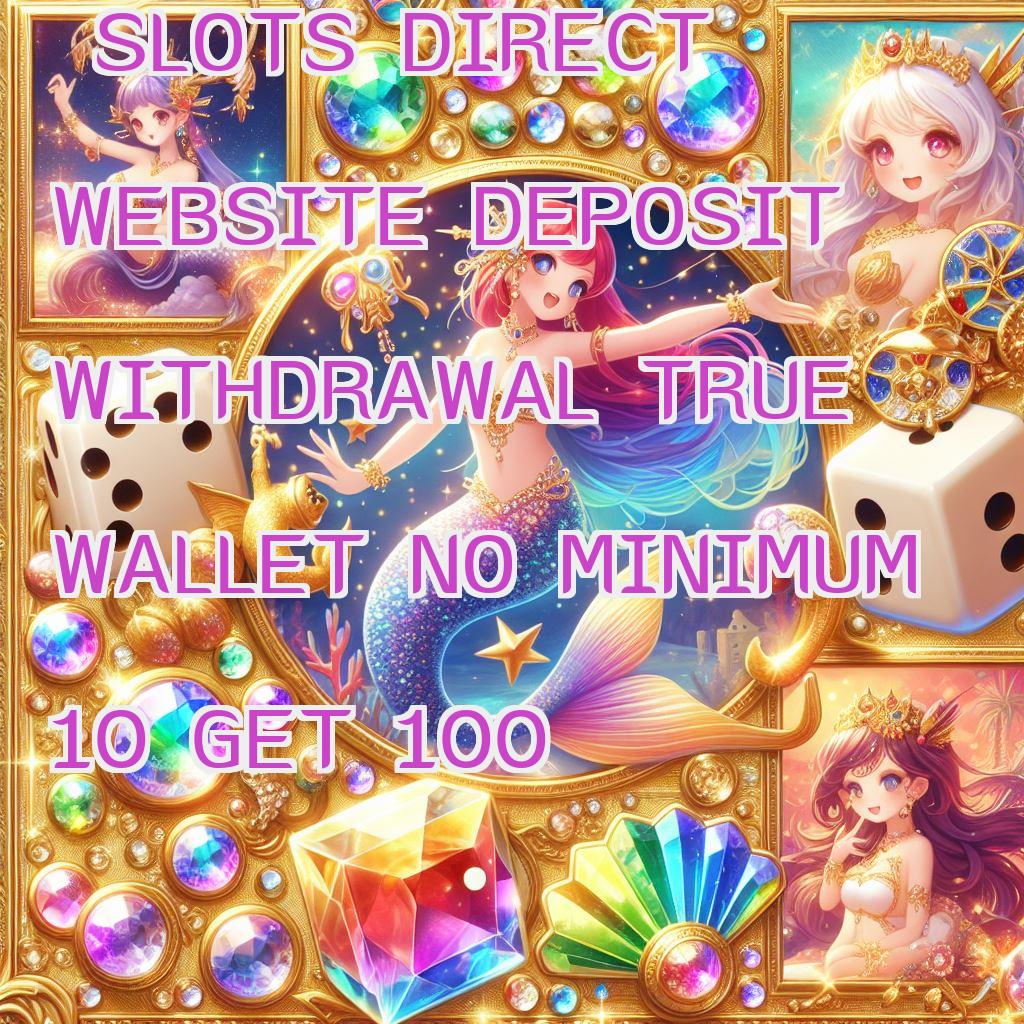 SLOTS DIRECT
WEBSITE DEPOSIT
WITHDRAWAL TRUE
WALLET NO MINIMUM
10 GET 100